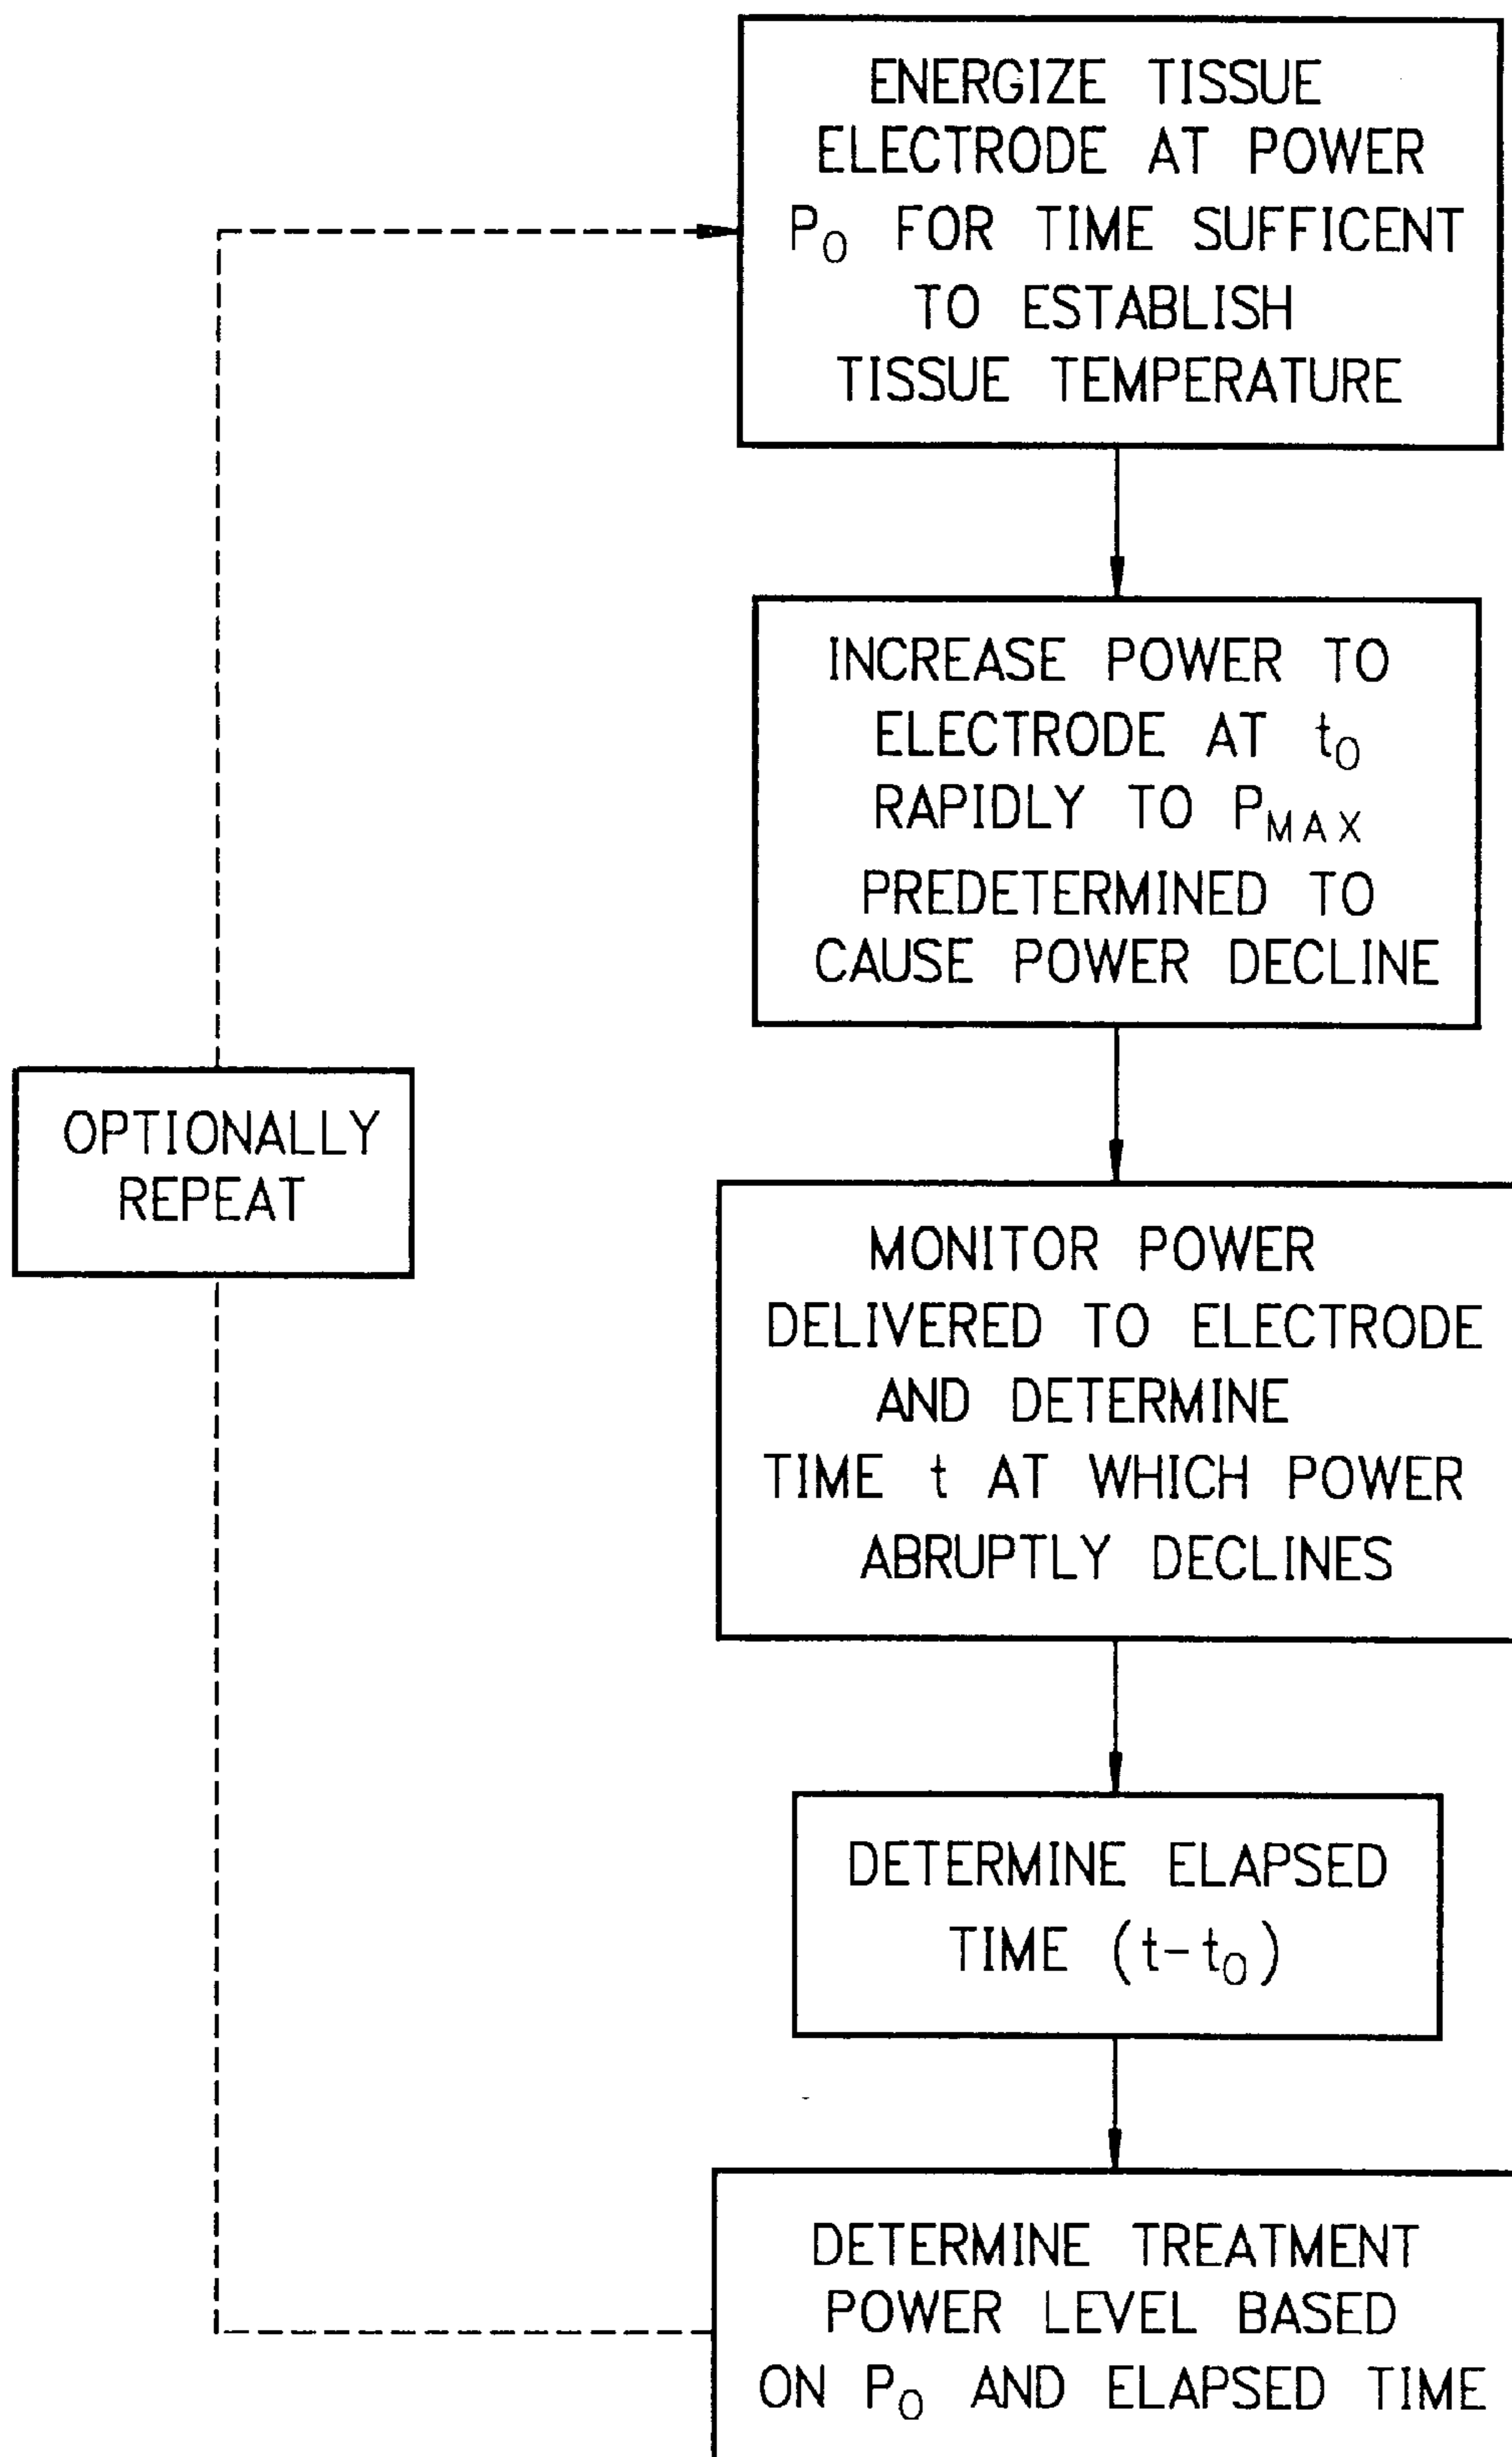 ENERGIZE TISSUE
ELECTRODE AT POWER
P₀ FOR TIME SUFFICENT
TO ESTABLISH
TISSUE TEMPERATURE
INCREASE POWER TO
ELECTRODE AT t₀
RAPIDLY TO P_MAX
PREDETERMINED TO
CAUSE POWER DECLINE
OPTIONALLY
REPEAT
MONITOR POWER
DELIVERED TO ELECTRODE
AND DETERMINE
TIME t AT WHICH POWER
ABRUPTLY DECLINES
DETERMINE ELAPSED
TIME (t-t₀)
DETERMINE TREATMENT
POWER LEVEL BASED
ON P₀ AND ELAPSED TIME